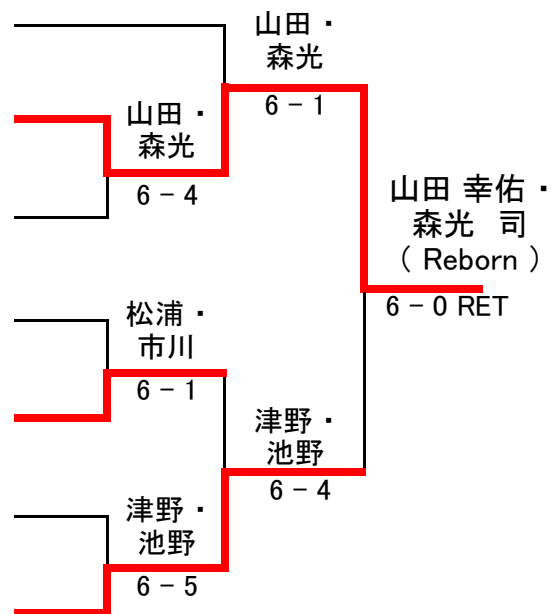 山田・
森光
6-1
山田・
森光
6-4
山田 幸佑・
森光 司
( Reborn )
6-0 RET
松浦・
市川
6-1
津野・
池野
6-4
津野・
池野
6-5